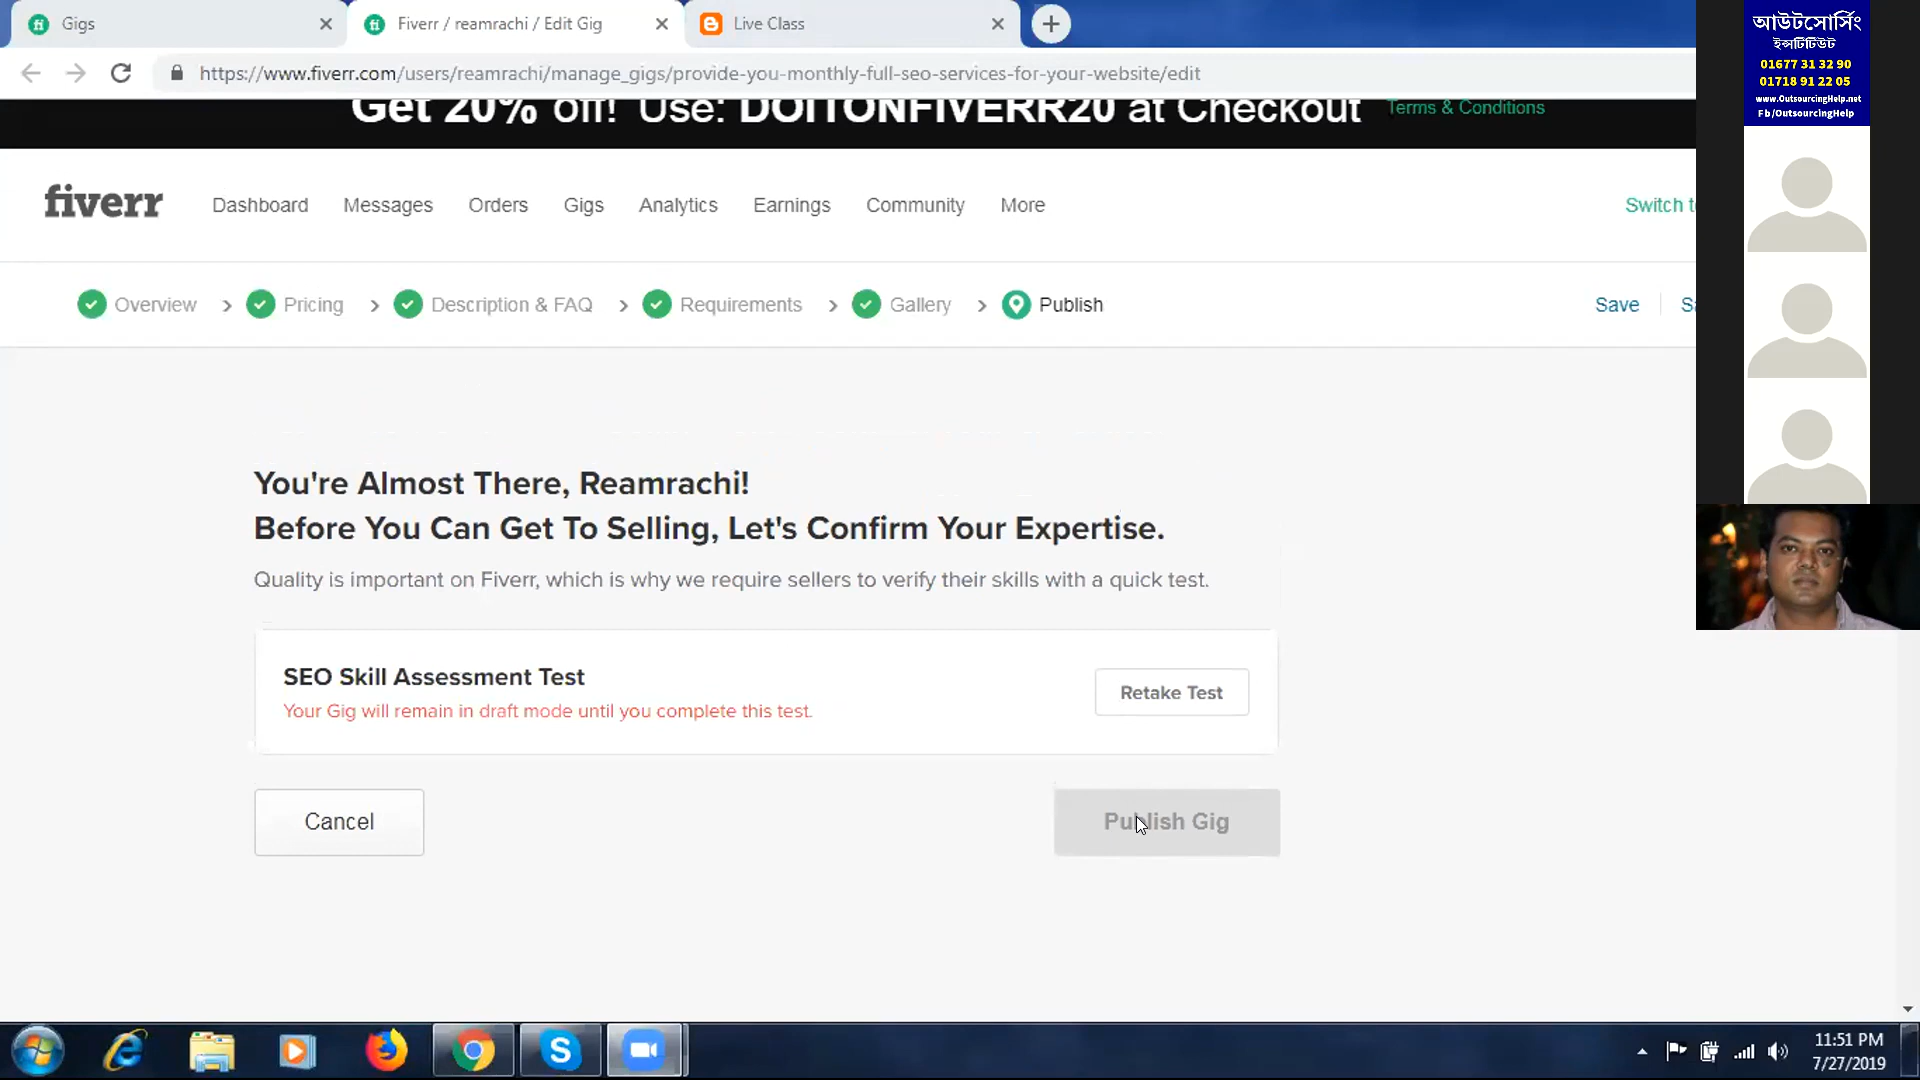 Gigs
Fiverr / reamrachi / Edit Gig
Live Class
https://www.fiverr.com/users/reamrachi/manage_gigs/provide-you-monthly-full-seo-services-for-your-website/edit
Get 20% off! Use: DOITONFIVERR20 at Checkout
Terms & Conditions
fiverr
Dashboard
Messages
Orders
Gigs
Analytics
Earnings
Community
More
Switch to
Overview
Pricing
Description & FAQ
Requirements
Gallery
Publish
Save
You're Almost There, Reamrachi!
Before You Can Get To Selling, Let's Confirm Your Expertise.
Quality is important on Fiverr, which is why we require sellers to verify their skills with a quick test.
SEO Skill Assessment Test
Your Gig will remain in draft mode until you complete this test.
Retake Test
Cancel
Publish Gig
আউটসোর্সিং
ইন্সটিটিউট
01677 31 32 90
01718 91 22 05
www.OutsourcingHelp.net
Fb/OutsourcingHelp
11:51 PM
7/27/2019